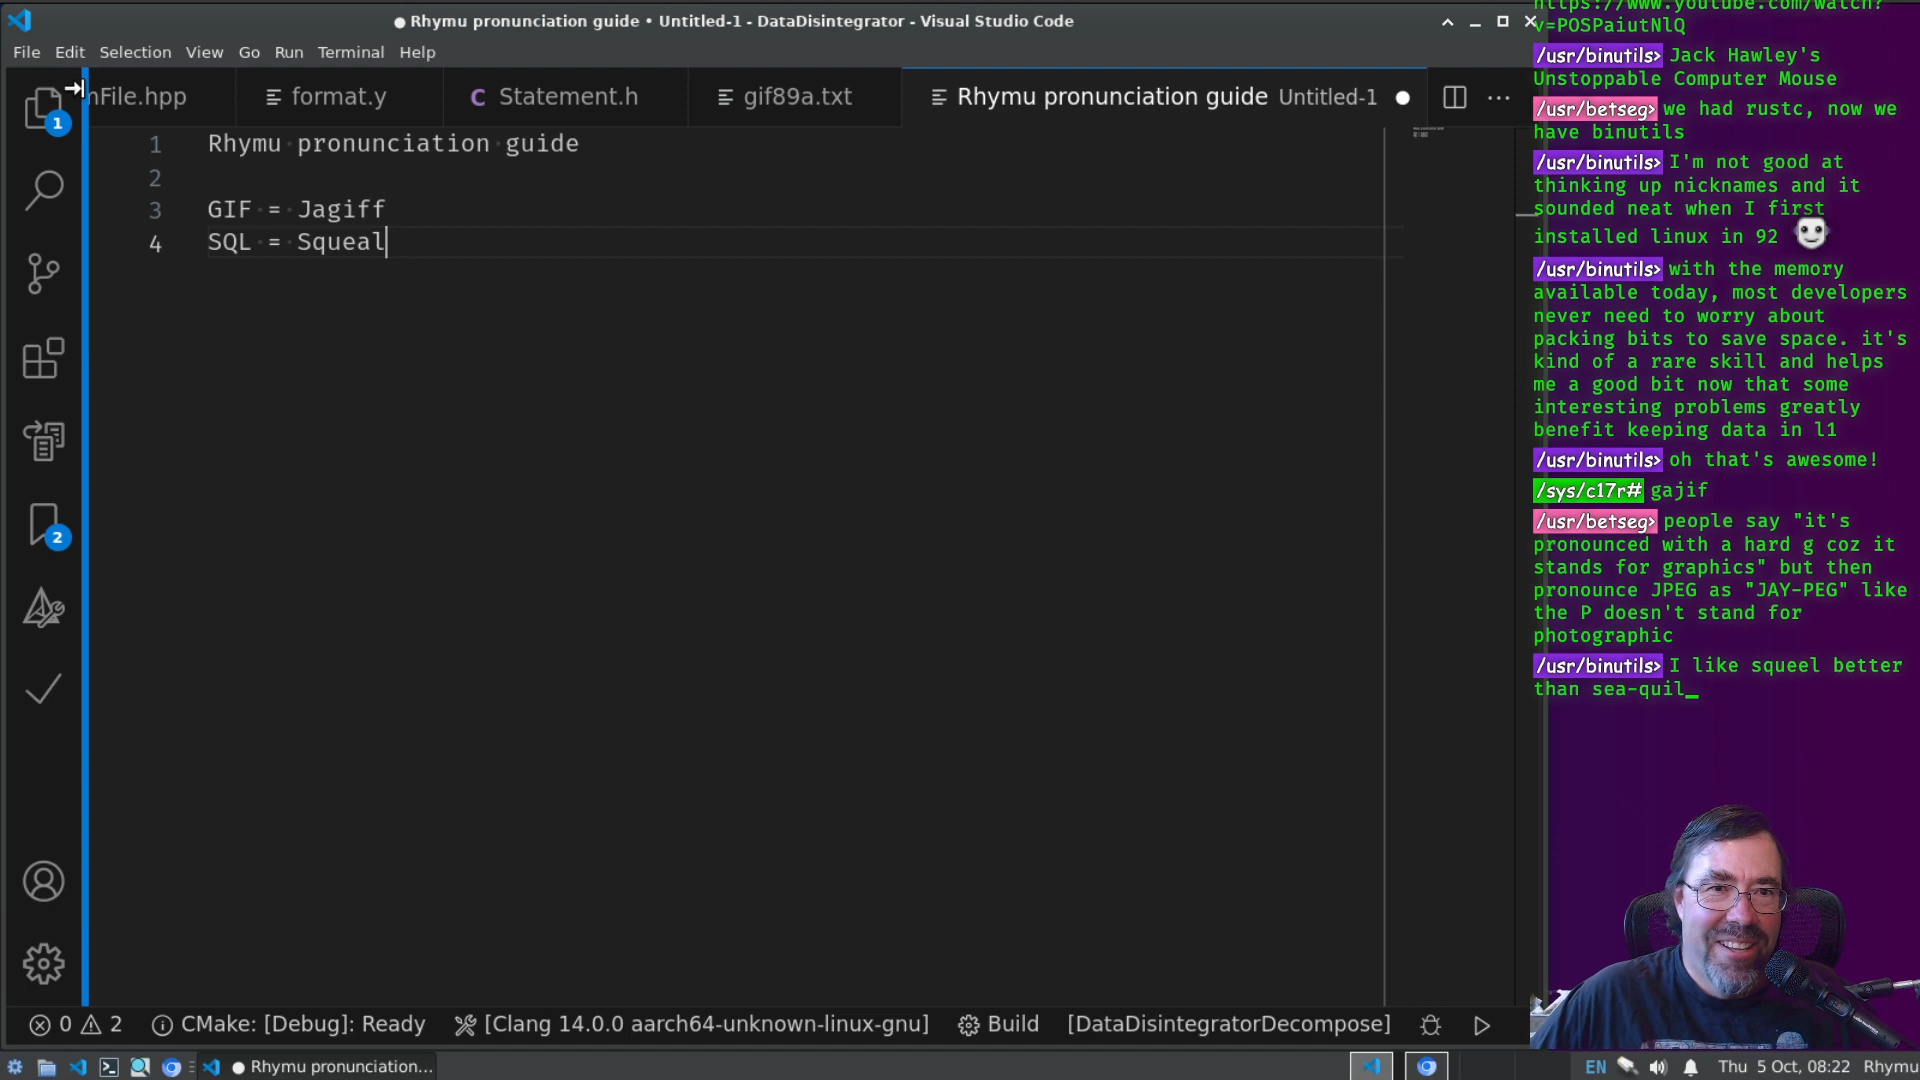 ● Rhymu pronunciation guide • Untitled-1 - DataDisintegrator - Visual Studio Code
File Edit Selection View Go Run Terminal Help
File.hpp format.y C Statement.h gif89a.txt Rhymu pronunciation guide Untitled-1 ● ...
1 Rhymu pronunciation guide
2
3 GIF = Jagiff
4 SQL = Squeal
1
2
0 2 CMake: [Debug]: Ready [Clang 14.0.0 aarch64-unknown-linux-gnu] Build [DataDisintegratorDecompose]
● Rhymu pronunciation... EN Thu 5 Oct, 08:22 Rhymu
https://www.youtube.com/watch?
v=POSPaiutNlQ
/usr/binutils> Jack Hawley's
Unstoppable Computer Mouse
/usr/betseg> we had rustc, now we
have binutils
/usr/binutils> I'm not good at
thinking up nicknames and it
sounded neat when I first
installed linux in 92
/usr/binutils> with the memory
available today, most developers
never need to worry about
packing bits to save space. it's
kind of a rare skill and helps
me a good bit now that some
interesting problems greatly
benefit keeping data in l1
/usr/binutils> oh that's awesome!
/sys/c17r# gajif
/usr/betseg> people say "it's
pronounced with a hard g coz it
stands for graphics" but then
pronounce JPEG as "JAY-PEG" like
the P doesn't stand for
photographic
/usr/binutils> I like squeel better
than sea-quil_